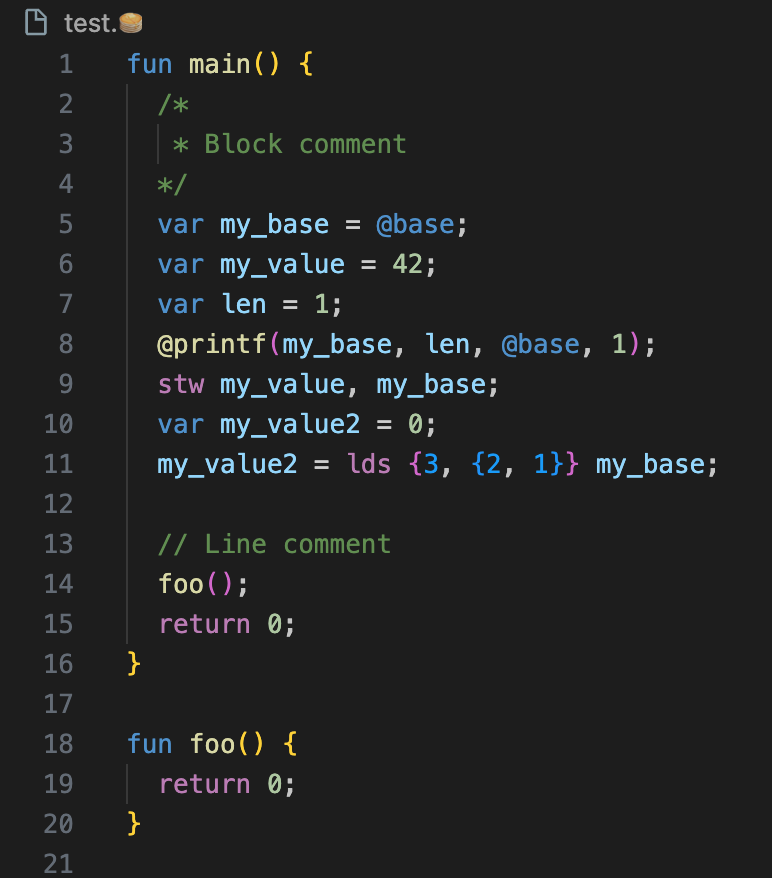 test.🥞
1 fun main() {
2   /*
3    * Block comment
4   */
5   var my_base = @base;
6   var my_value = 42;
7   var len = 1;
8   @printf(my_base, len, @base, 1);
9   stw my_value, my_base;
10   var my_value2 = 0;
11   my_value2 = lds {3, {2, 1}} my_base;
12
13   // Line comment
14   foo();
15   return 0;
16 }
17
18 fun foo() {
19   return 0;
20 }
21